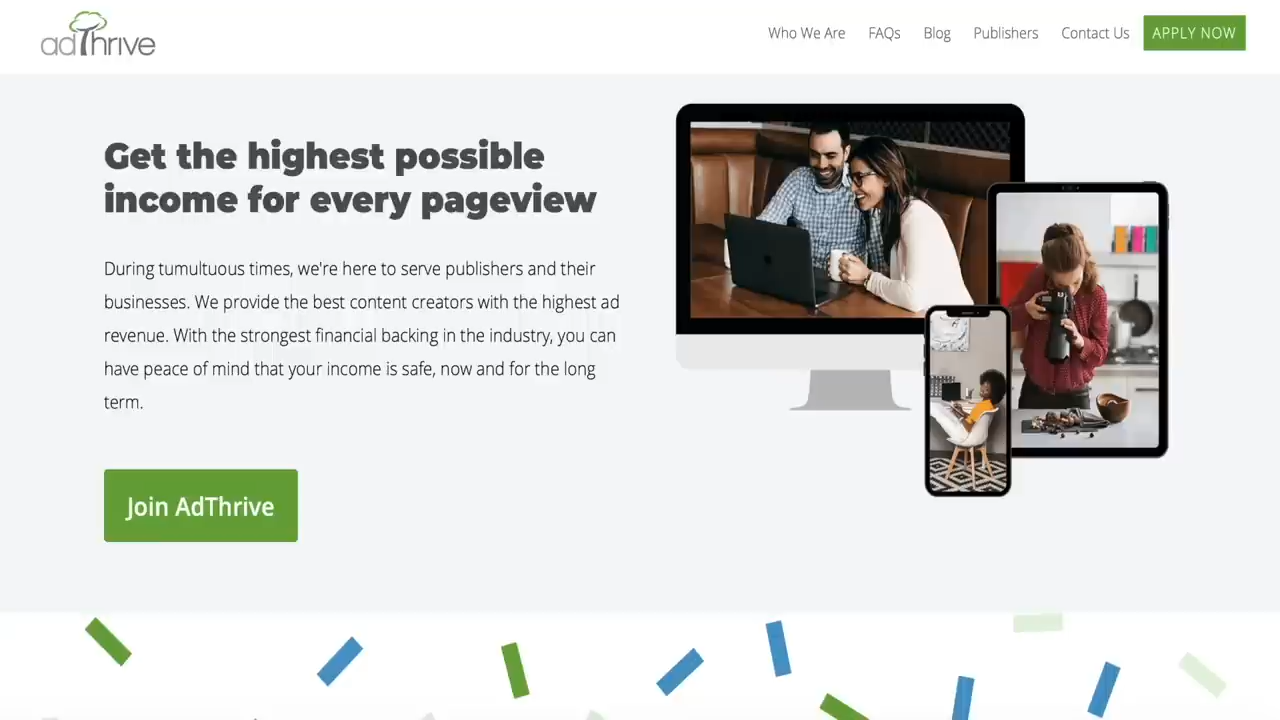 adThrive
Who We Are
FAQs
Blog
Publishers
Contact Us
APPLY NOW
Get the highest possible
income for every pageview
During tumultuous times, we're here to serve publishers and their
businesses. We provide the best content creators with the highest ad
revenue. With the strongest financial backing in the industry, you can
have peace of mind that your income is safe, now and for the long
term.
Join AdThrive